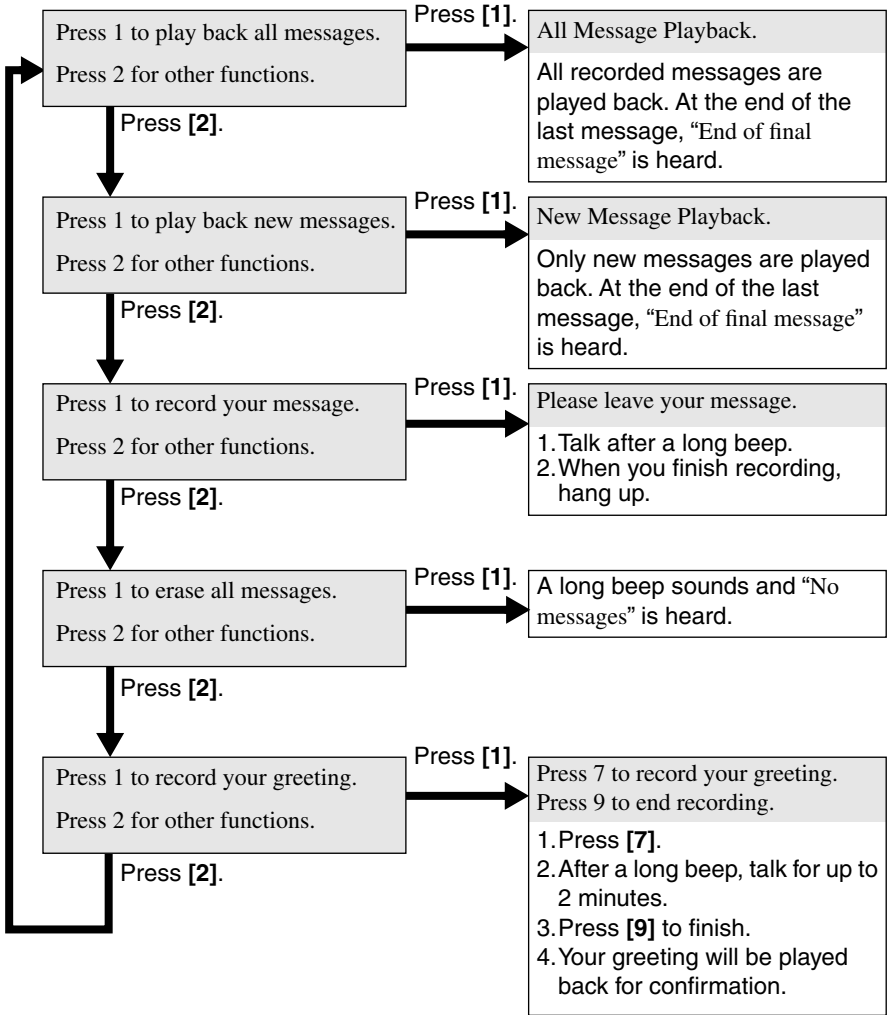 Press 1 to play back all messages.
Press 2 for other functions.
Press [1].
All Message Playback.
All recorded messages are
played back. At the end of the
last message, “End of final
message” is heard.
Press [2].
Press 1 to play back new messages.
Press 2 for other functions.
Press [1].
New Message Playback.
Only new messages are played
back. At the end of the last
message, “End of final message”
is heard.
Press [2].
Press 1 to record your message.
Press 2 for other functions.
Press [1].
Please leave your message.
1.Talk after a long beep.
2.When you finish recording,
hang up.
Press [2].
Press 1 to erase all messages.
Press 2 for other functions.
Press [1].
A long beep sounds and “No
messages” is heard.
Press [2].
Press 1 to record your greeting.
Press 2 for other functions.
Press [1].
Press 7 to record your greeting.
Press 9 to end recording.
1.Press [7].
2.After a long beep, talk for up to
2 minutes.
3.Press [9] to finish.
4.Your greeting will be played
back for confirmation.
Press [2].